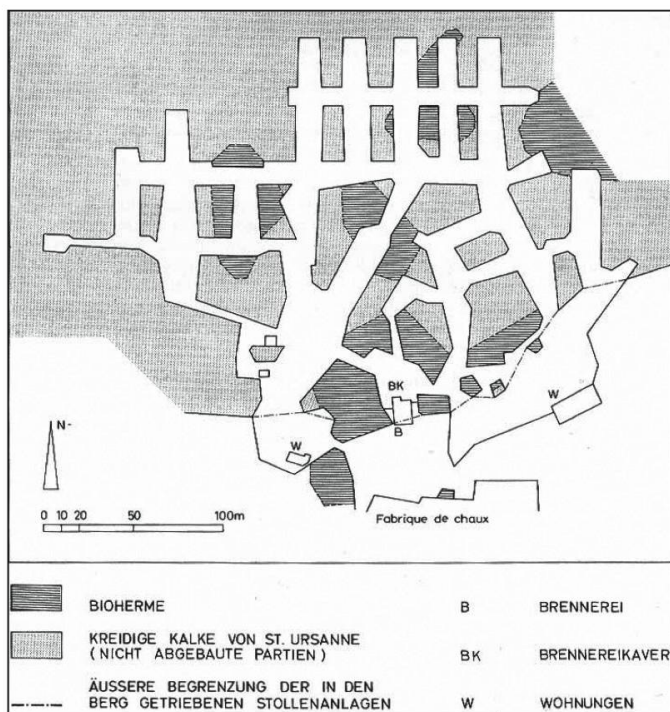 BK
W
B
W
N-
0 10 20 50 100m
Fabrique de chaux
BIOHERME B BRENNEREI
KREIDIGE KALKE VON ST. URSANNE
(NICHT ABGEBAUTE PARTIEN) BK BRENNEREIKAVER
ÄUSSERE BEGRENZUNG DER IN DEN
BERG GETRIEBENEN STOLLENANLAGEN W WOHNUNGEN